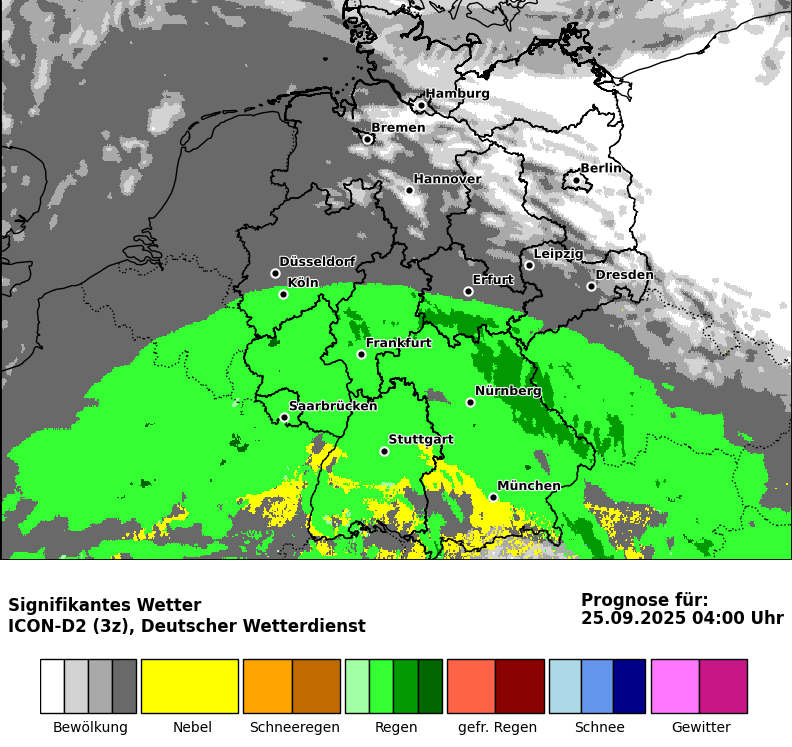 Hamburg
Bremen
Berlin
Hannover
Leipzig
Düsseldorf
Dresden
Köln
Erfurt
Frankfurt
Nürnberg
Saarbrücken
Stuttgart
München
Signifikantes Wetter
ICON-D2 (3z), Deutscher Wetterdienst
Prognose für:
25.09.2025 04:00 Uhr
Bewölkung
Nebel
Schneeregen
Regen
gefr. Regen
Schnee
Gewitter